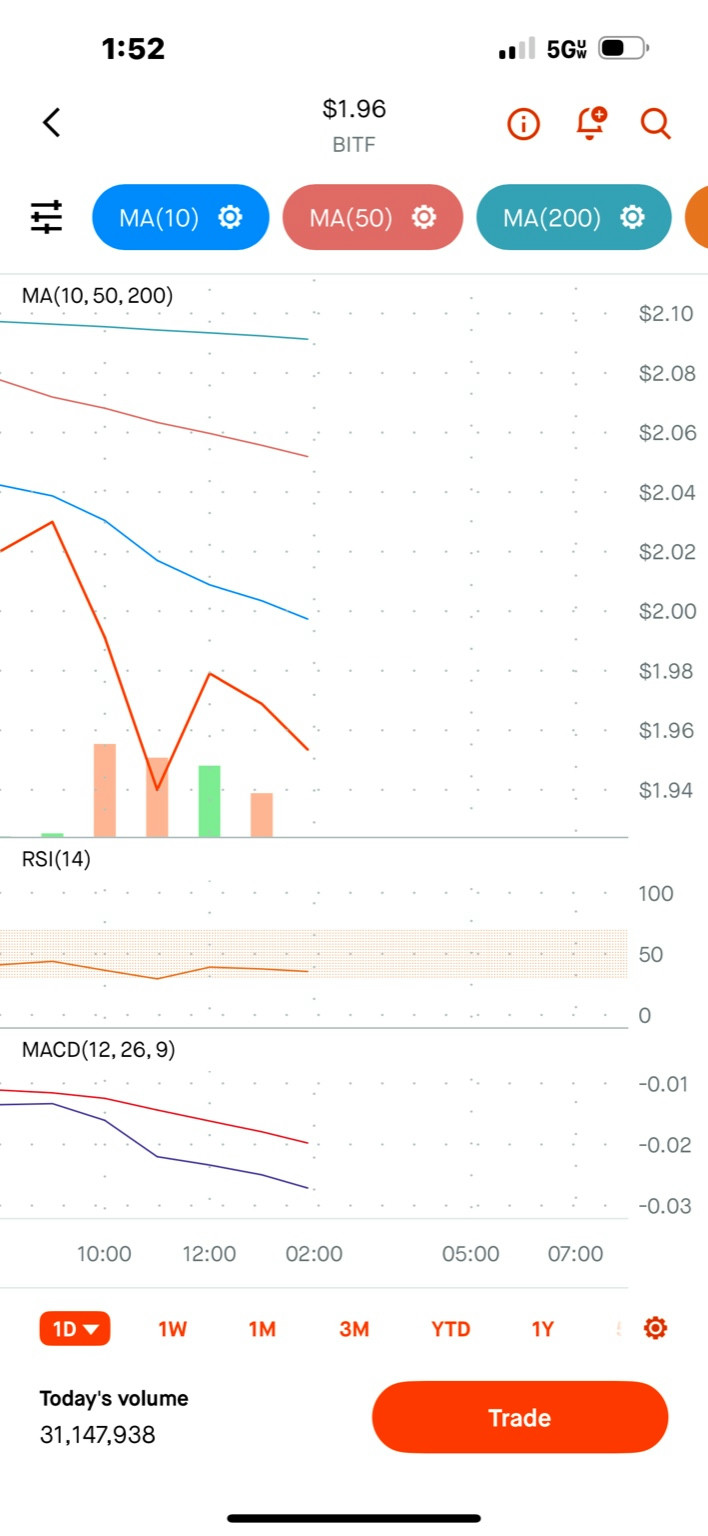 1:52
5G UW
$1.96
BITF
MA(10) MA(50) MA(200)
MA(10, 50, 200)
$2.10
$2.08
$2.06
$2.04
$2.02
$2.00
$1.98
$1.96
$1.94
RSI(14)
100
50
0
MACD(12, 26, 9)
-0.01
-0.02
-0.03
10:00 12:00 02:00 05:00 07:00
1D 1W 1M 3M YTD 1Y
Today's volume
31,147,938
Trade